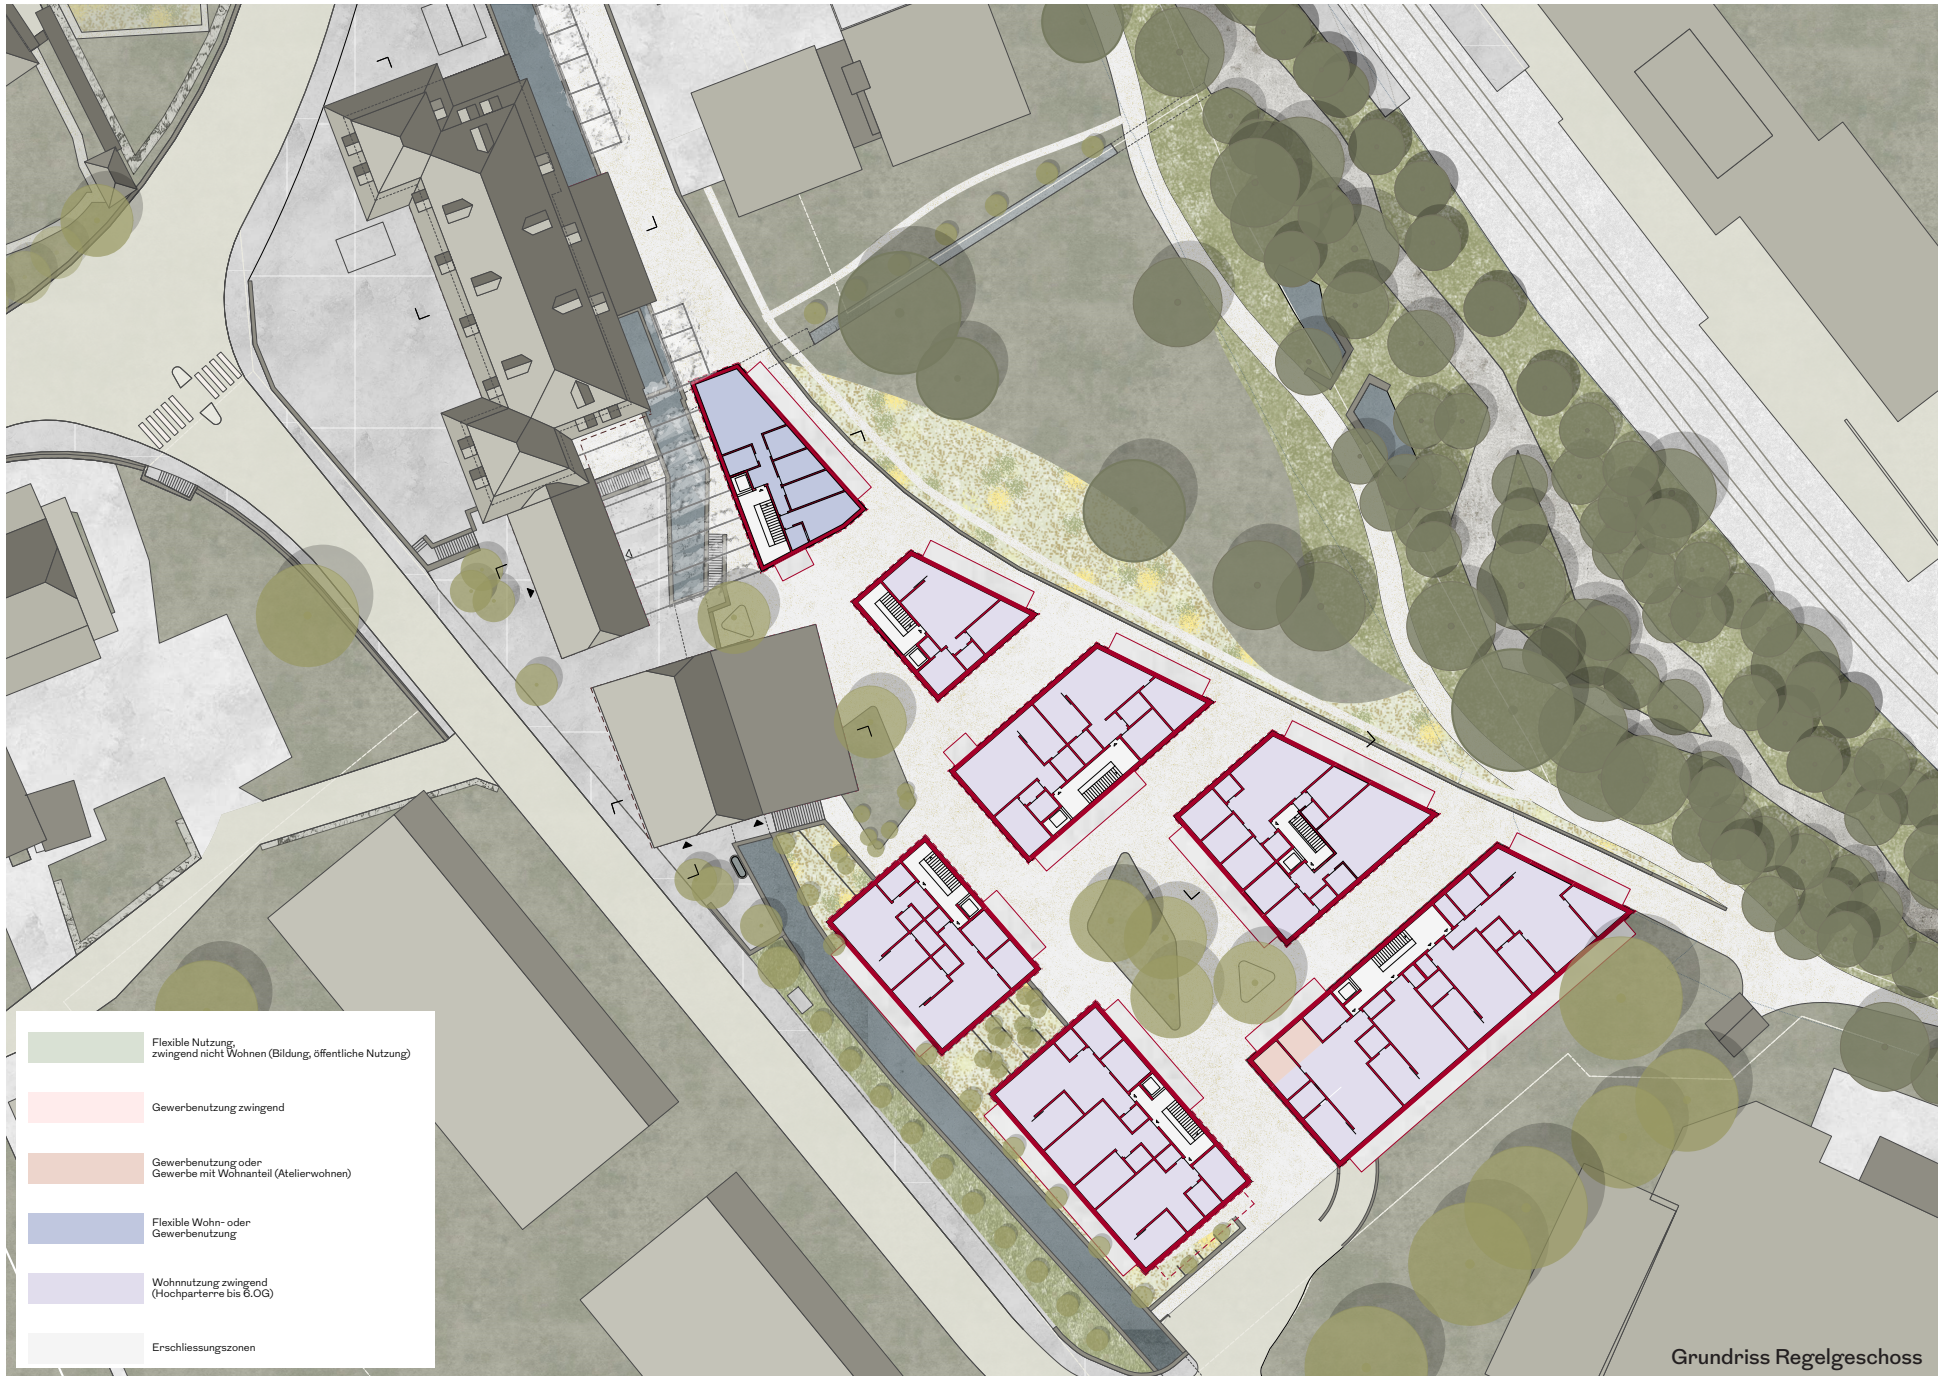 Flexible Nutzung,
zwingend nicht Wohnen (Bildung, öffentliche Nutzung)
Gewerbenutzung zwingend
Gewerbenutzung oder
Gewerbe mit Wohnanteil (Atelierwohnen)
Flexible Wohn- oder
Gewerbenutzung
Wohnnutzung zwingend
(Hochparterre bis 6.OG)
Erschliessungszonen
Grundriss Regelgeschoss